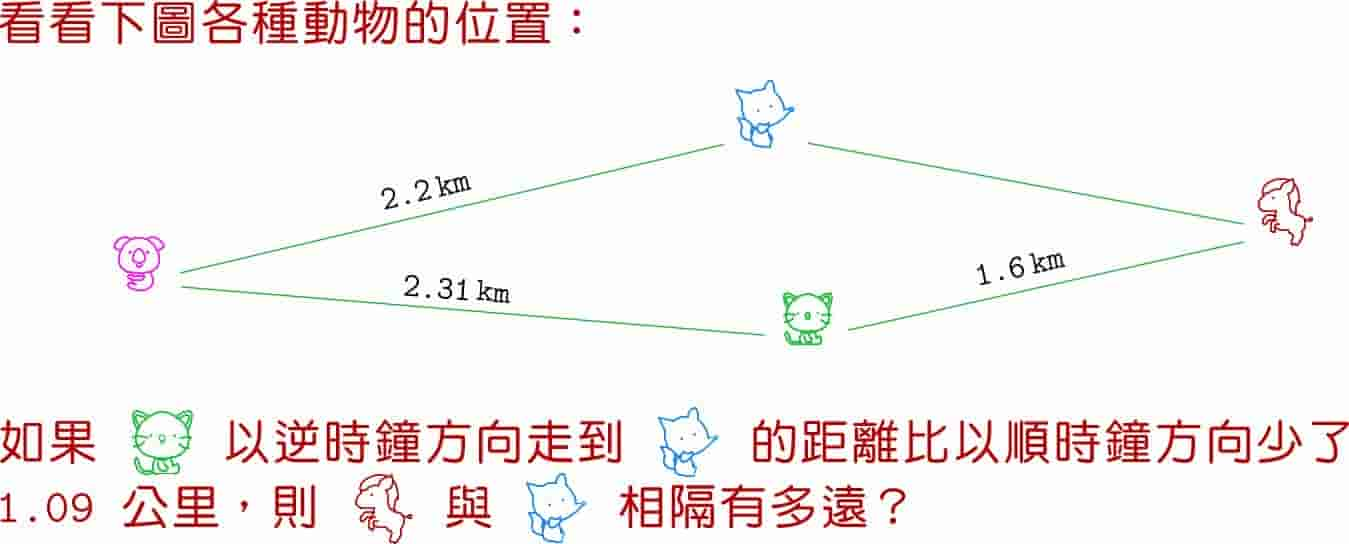 看看下圖各種動物的位置：
2.2 km
2.31 km
1.6 km
如果 以逆時鐘方向走到 的距離比以順時鐘方向少了
1.09 公里，則 與 相隔有多遠？